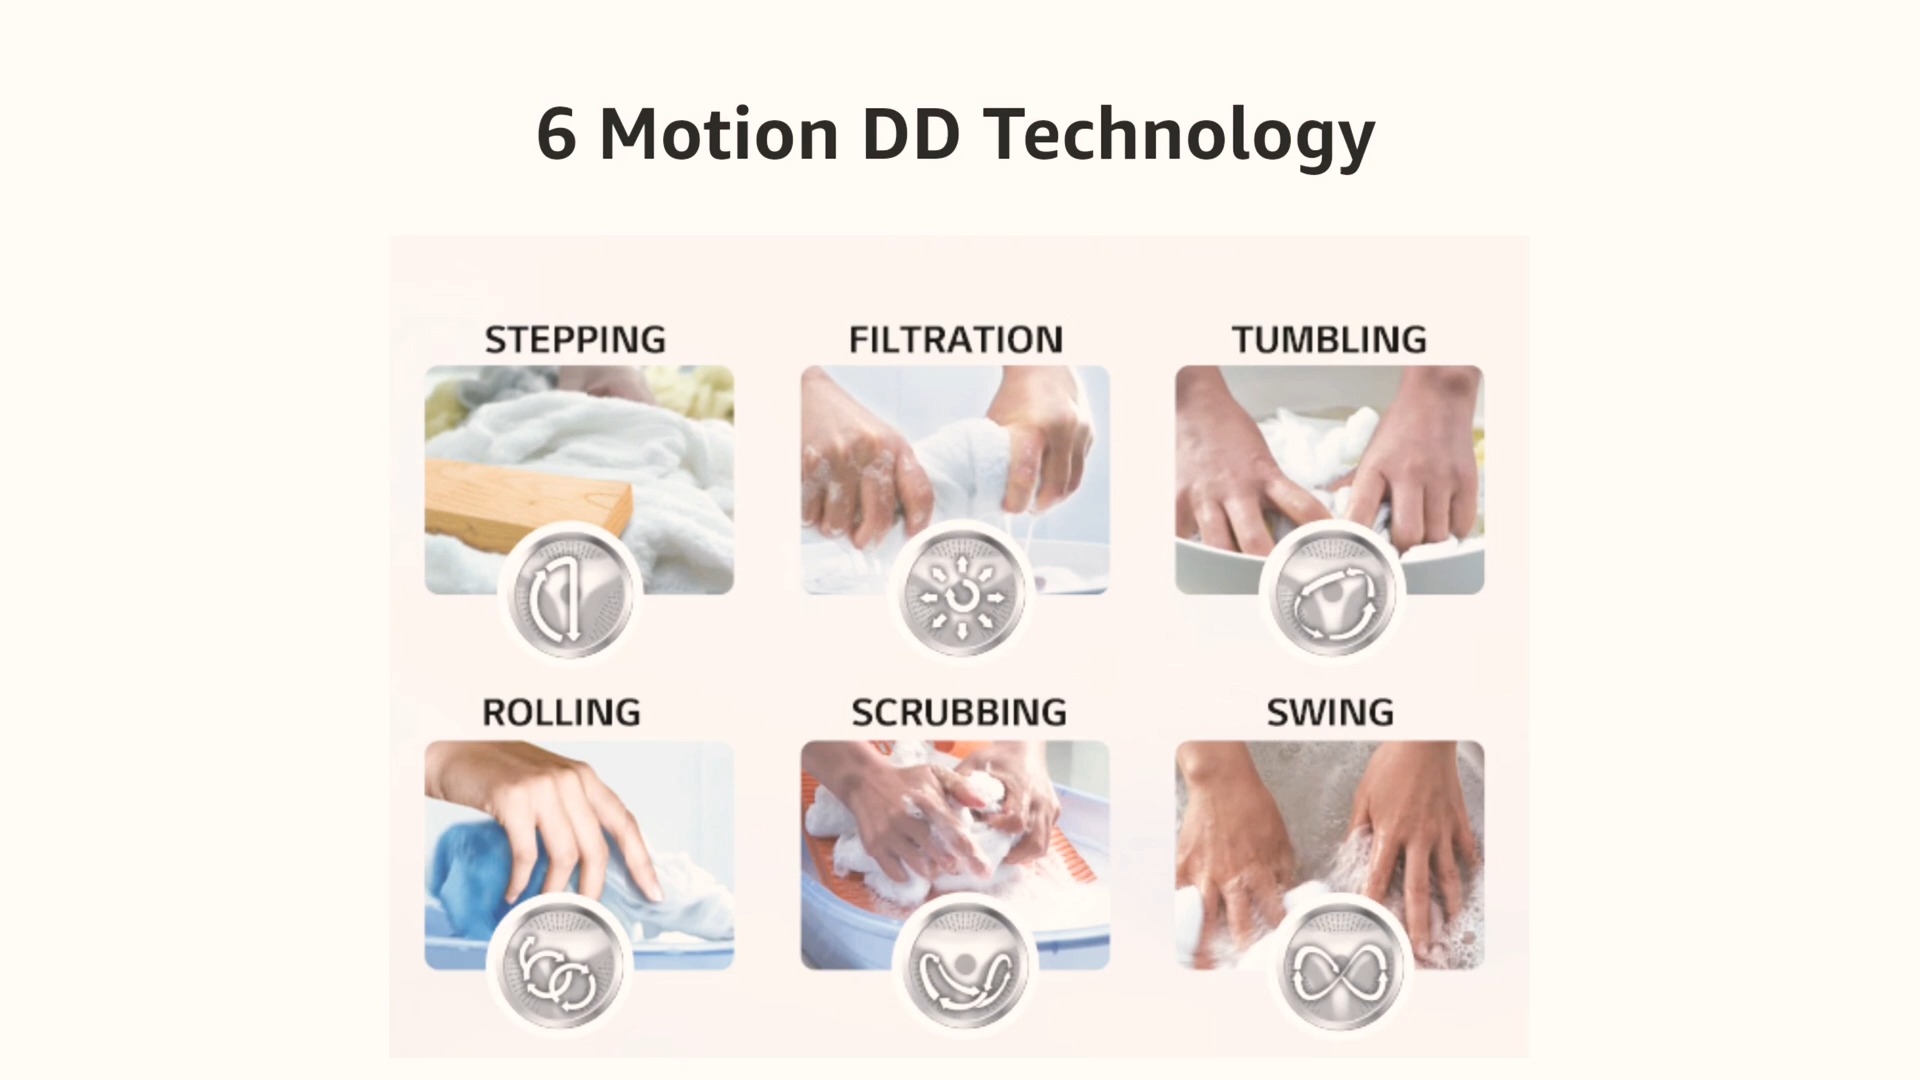 6 Motion DD Technology
STEPPING
FILTRATION
TUMBLING
ROLLING
SCRUBBING
SWING